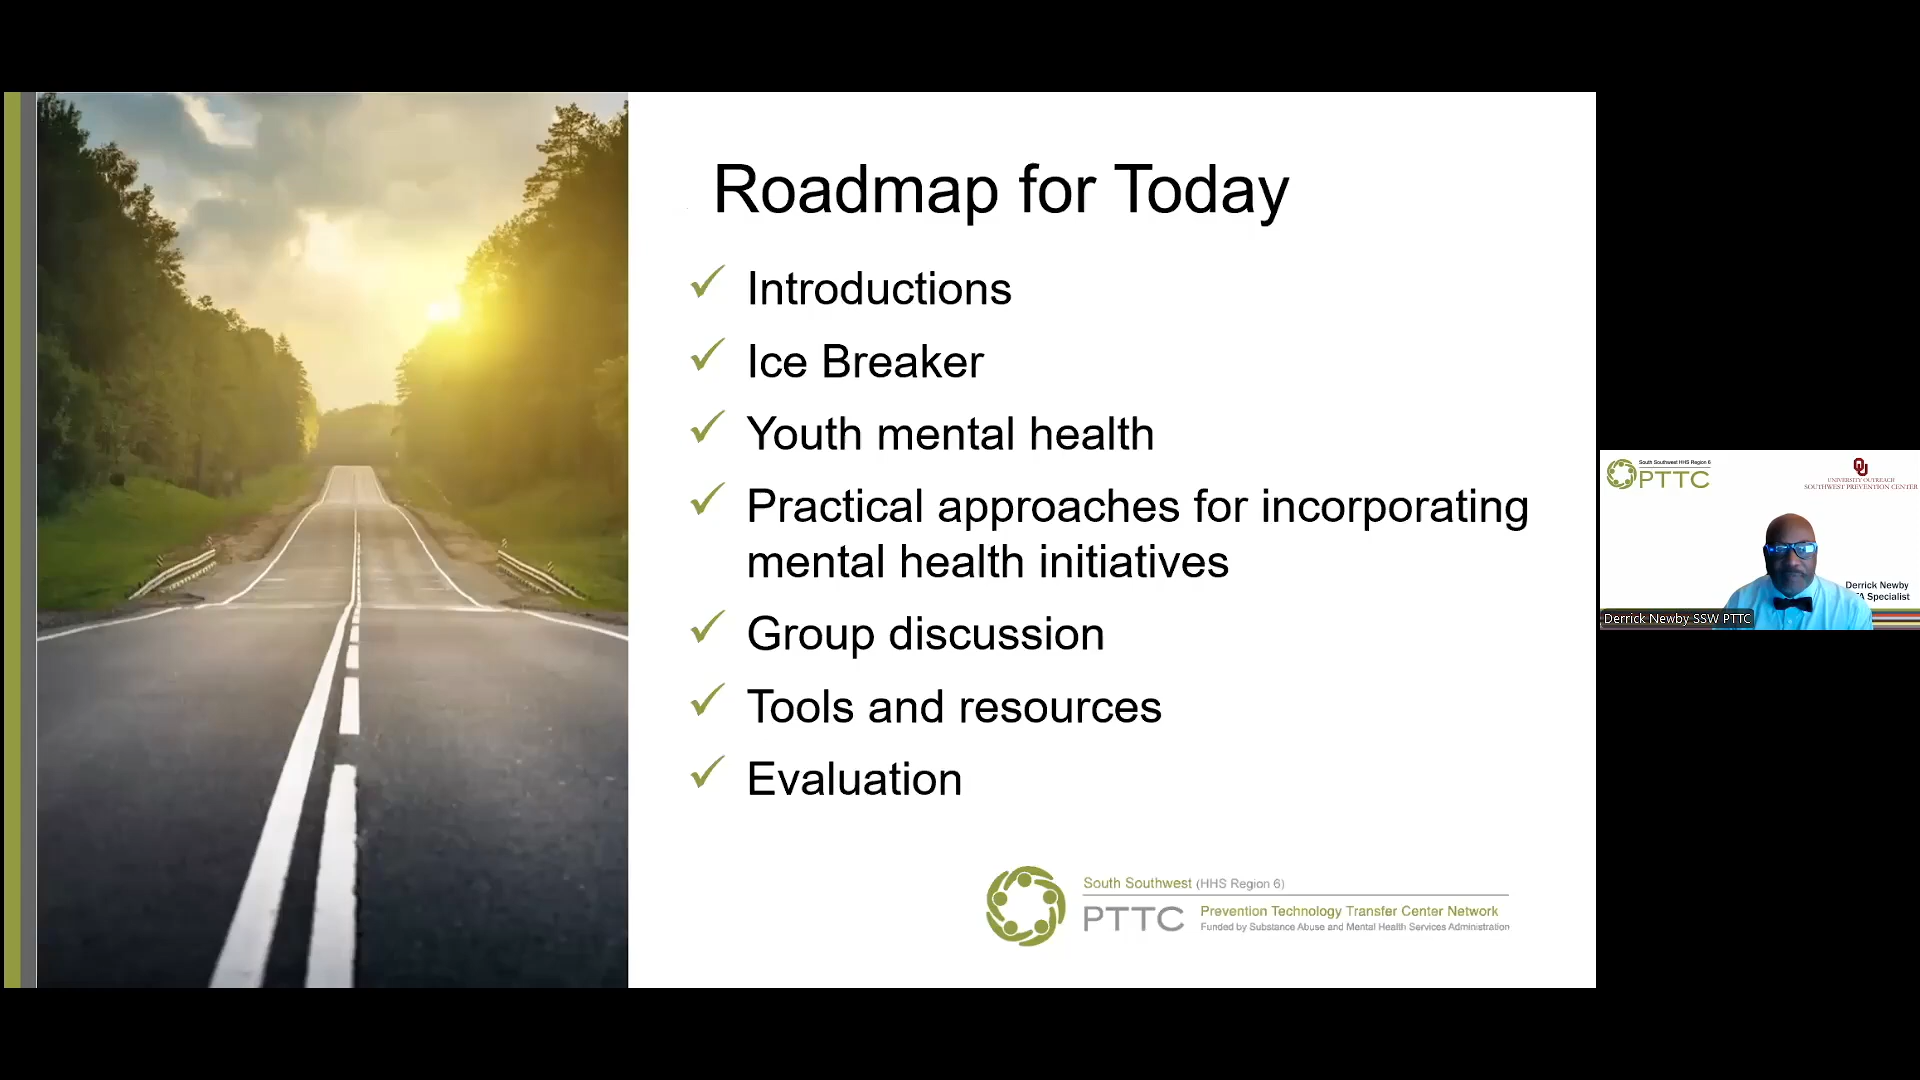 Roadmap for Today
Introductions
Ice Breaker
Youth mental health
Practical approaches for incorporating
mental health initiatives
Group discussion
Tools and resources
Evaluation
South Southwest (HHS Region 6)
PTTC
Prevention Technology Transfer Center Network
Funded by Substance Abuse and Mental Health Services Administration
South Southwest HHS Region 6
PTTC
OU
UNIVERSITY OUTREACH
SOUTHWEST PREVENTION CENTER
Derrick Newby
TA Specialist
Derrick Newby SSW PTTC